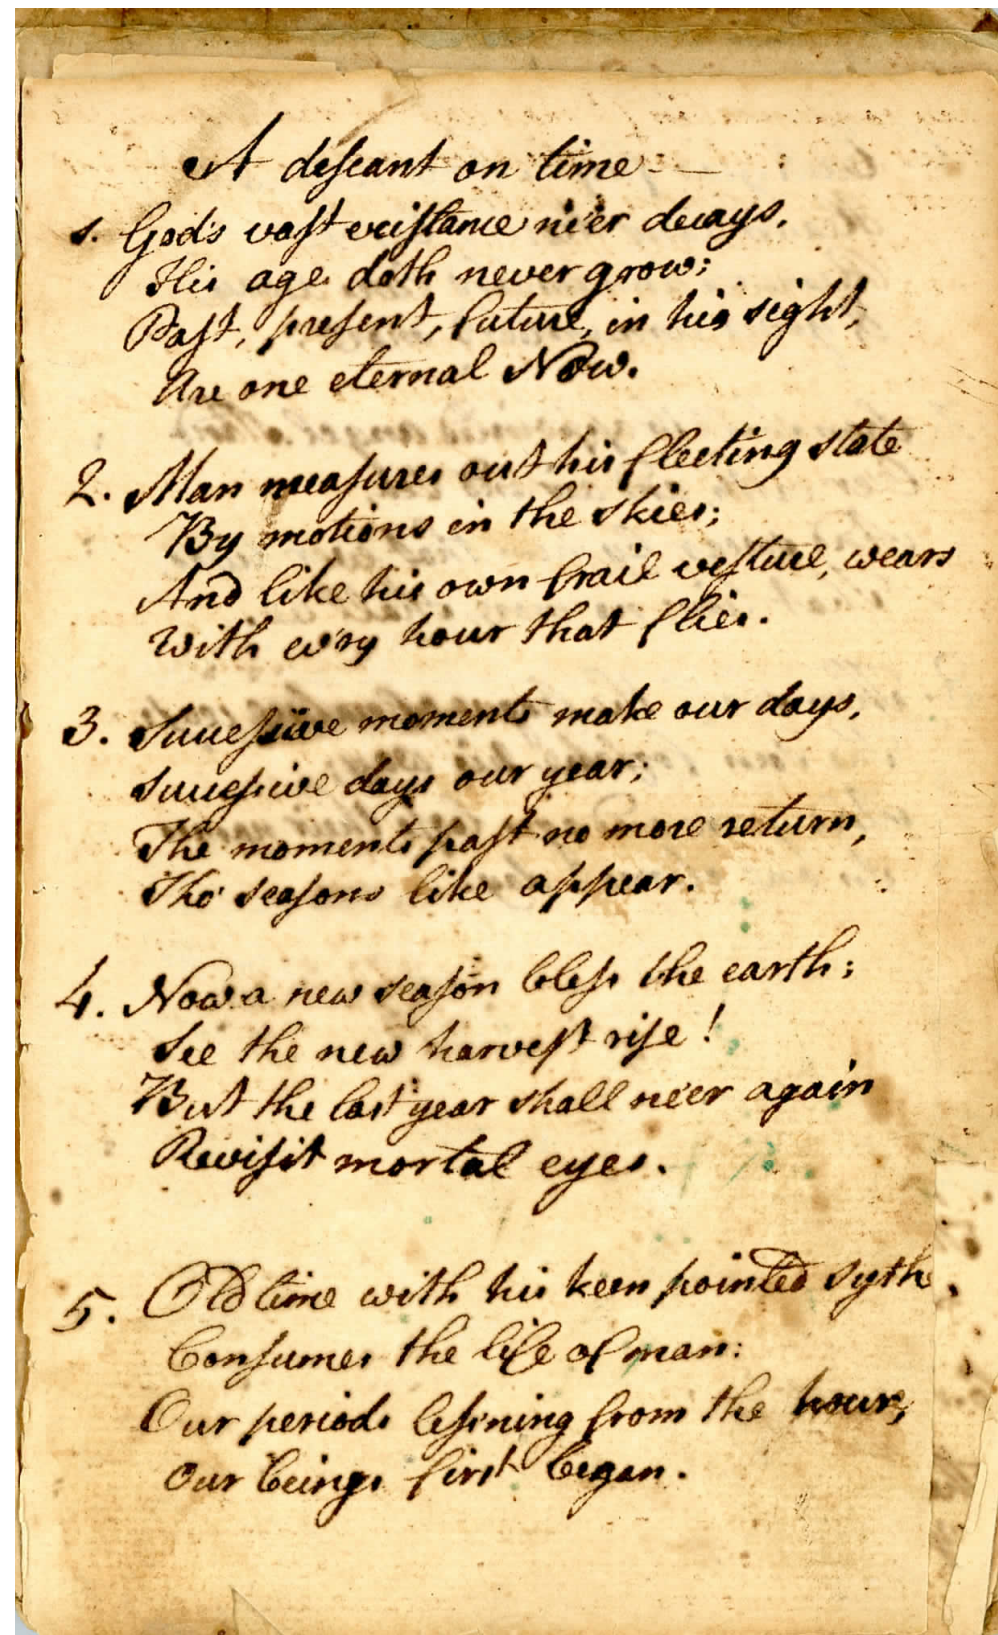 A descant on time
1. God's vast existance ne'er decays,
His age doth never grow;
Past, present, future, in his sight,
Are one eternal Now.
2. Man measures out his fleeting state
By motions in the skies;
And like his own frail vesture, wears
With ev'ry hour that flies.
3. Successive moments make our days,
Successive days our year;
The moments past no more return,
Tho' seasons like appear.
4. Now a new season bless the earth;
See the new harvest rise!
But the last year shall ne'er again
Revisit mortal eyes.
5. Old time with his keen pointed sythe,
Consumes the life of man:
Our periods lessning from the hour,
Our beings first began.